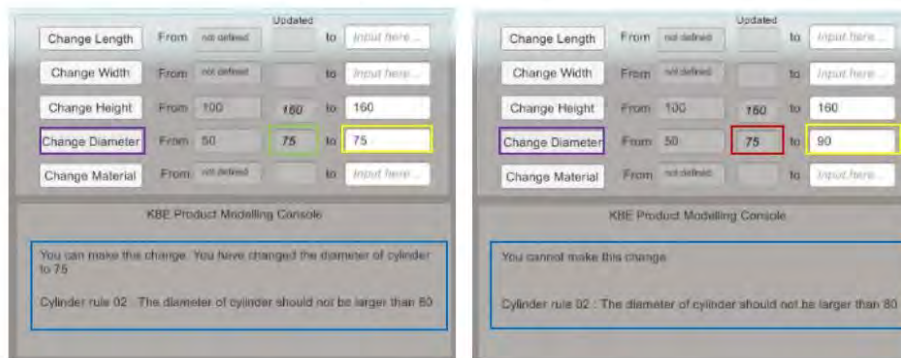 Updated
Change Length From not defined to Input here ...
Change Width From not defined to Input here ...
Change Height From 100 160 to 160
Change Diameter From 50 75 to 75
Change Material From not defined to Input here ...
KBE Product Modelling Console
You can make this change. You have changed the diameter of cylinder
to 75
Cylinder rule 02 : The diameter of cylinder should not be larger than 80
Updated
Change Length From not defined to Input here ...
Change Width From not defined to Input here ...
Change Height From 100 160 to 160
Change Diameter From 50 75 to 90
Change Material From not defined to Input here ...
KBE Product Modelling Console
You cannot make this change
Cylinder rule 02 : The diameter of cylinder should not be larger than 80